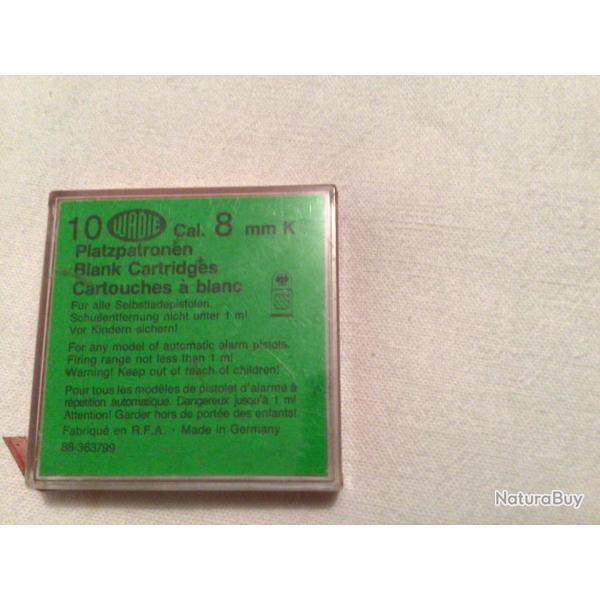 10 WADIE Cal. 8 mm K
Platzpatronen
Blank Cartridges
Cartouches à blanc
Für alle Selbstladepistolen.
Schußentfernung nicht unter 1 m!
Vor Kindern sichern!
For any model of automatic alarm pistols.
Firing range not less than 1 m!
Warning! Keep out of reach of children!
Pour tous les modèles de pistolet d'alarme à
répetition automatique. Dangereux jusqu'à 1 m!
Attention! Garder hors de portée des enfants!
Fabriqué en R.F.A. · Made in Germany
88-363799
NaturaBuy